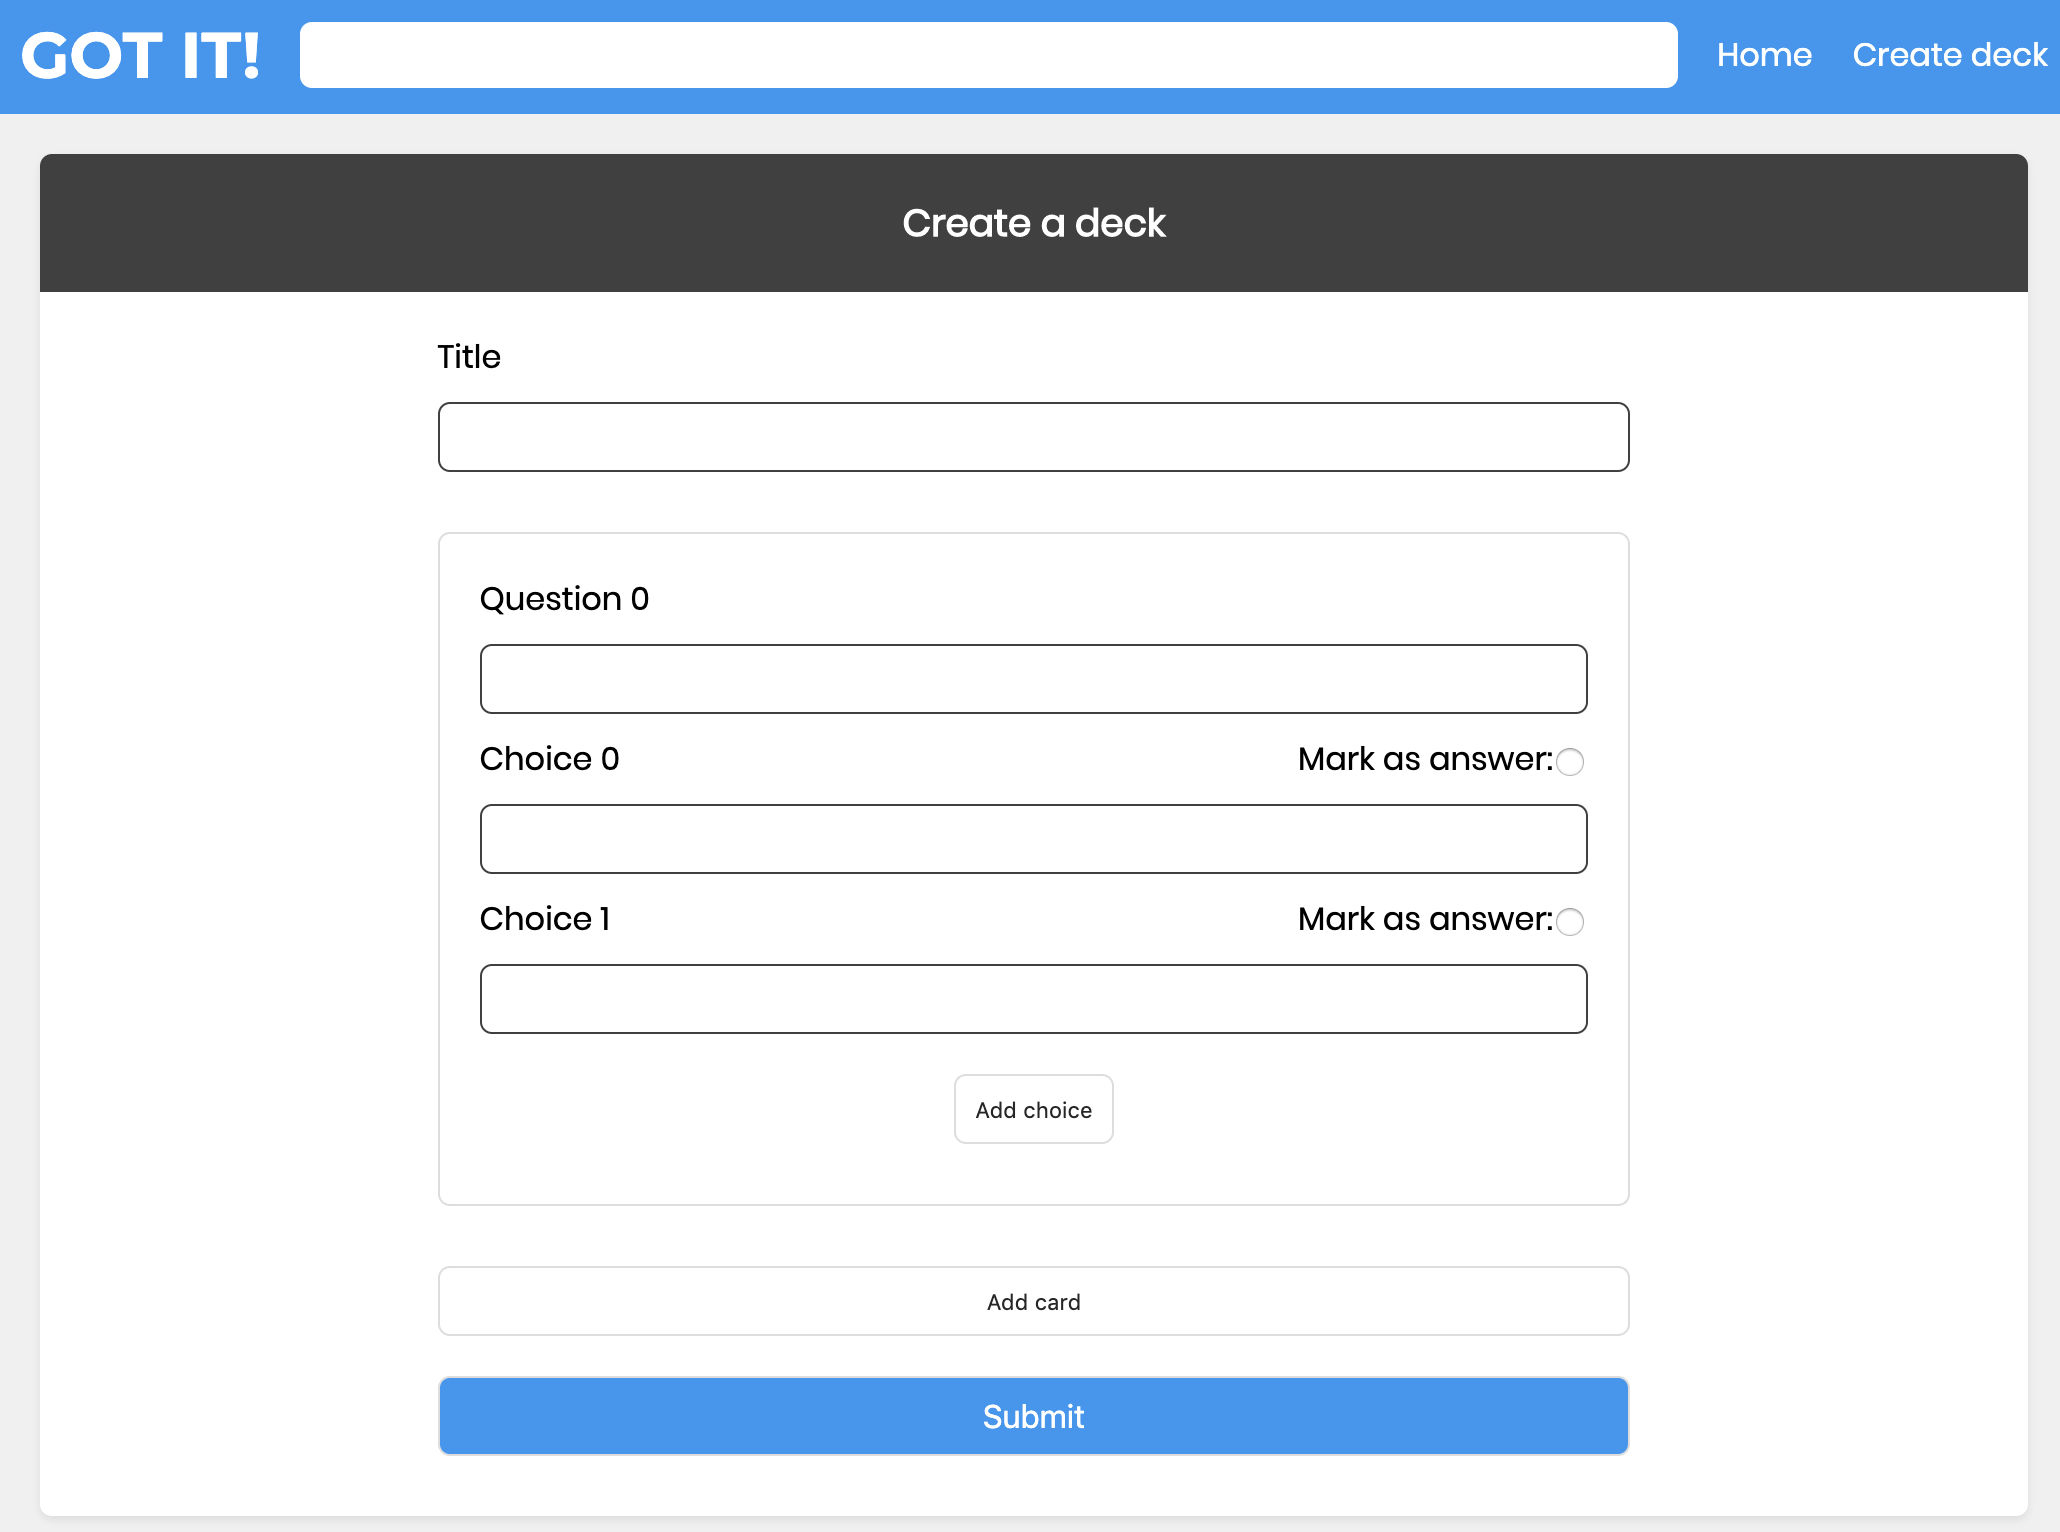 GOT IT! Home Create deck
Create a deck
Title
Question 0
Choice 0 Mark as answer:
Choice 1 Mark as answer:
Add choice
Add card
Submit